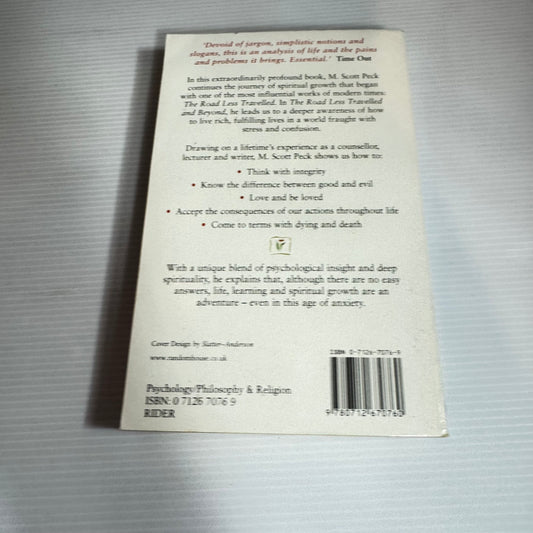 'Devoid of jargon, simplistic notions and
slogans, this is an analysis of life and the pains
and problems it brings. Essential.' Time Out
In this extraordinarily profound book, M. Scott Peck
continues the journey of spiritual growth that began
with one of the most influential works of modern times:
The Road Less Travelled. In The Road Less Travelled
and Beyond, he leads us to a deeper awareness of how
to live rich, fulfilling lives in a world fraught with
stress and confusion.
Drawing on a lifetime's experience as a counsellor,
lecturer and writer, M. Scott Peck shows us how to:
• Think with integrity
• Know the difference between good and evil
• Love and be loved
• Accept the consequences of our actions throughout life
• Come to terms with dying and death
With a unique blend of psychological insight and deep
spirituality, he explains that, although there are no easy
answers, life, learning and spiritual growth are an
adventure – even in this age of anxiety.
Cover Design by Slatter-Anderson
www.randomhouse.co.uk
Psychology/Philosophy & Religion
ISBN: 0 7126 7076 9
RIDER
ISBN 0-7126-7076-9
9 780712 670760